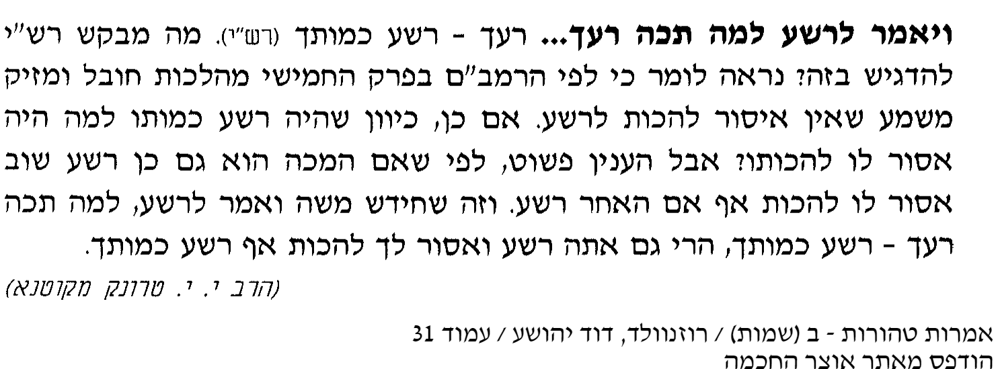 ויאמר לרשע למה תכה רעך... רעך – רשע כמותך (רש"י). מה מבקש רש"י
להדגיש בזה? נראה לומר כי לפי הרמב"ם בפרק החמישי מהלכות חובל ומזיק
משמע שאין איסור להכות לרשע. אם כן, כיוון שהיה רשע כמותו למה היה
אסור לו להכותו? אבל הענין פשוט, לפי שאם המכה הוא גם כן רשע שוב
אסור לו להכות אף אם האחר רשע. וזה שחידש משה ואמר לרשע, למה תכה
רעך – רשע כמותך, הרי גם אתה רשע ואסור לך להכות אף רשע כמותך.
(הרב י. י. טרונק מקוטנא)
אמרות טהורות - ב (שמות) / רוזנוולד, דוד יהושע / עמוד 31
הודפס מאתר אוצר החכמה